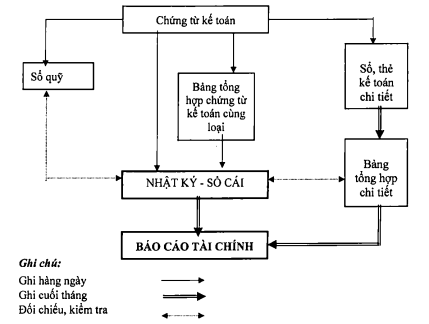 Chứng từ kế toán
Sổ quỹ
Bảng tổng
hợp chứng từ
kế toán cùng
loại
Sổ, thẻ
kế toán
chi tiết
NHẬT KÝ - SỔ CÁI
Bảng
tổng hợp
chi tiết
BÁO CÁO TÀI CHÍNH
Ghi chú:
Ghi hàng ngày
Ghi cuối tháng
Đối chiếu, kiểm tra